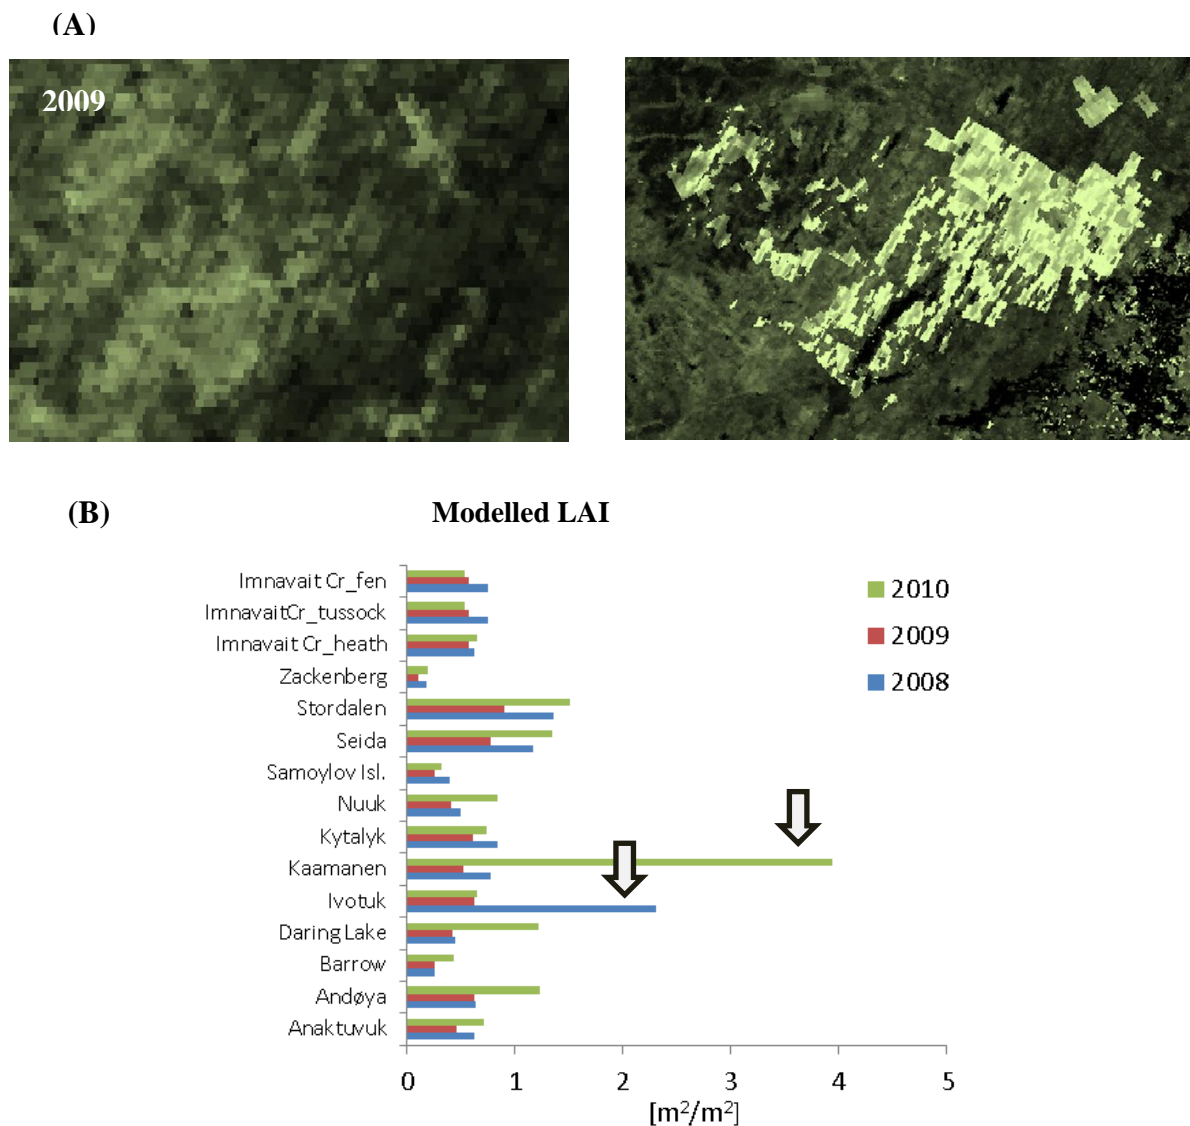 (A)
2009
(B)
Modelled LAI
Imnavait Cr_fen
ImnavaitCr_tussock
Imnavait Cr_heath
Zackenberg
Stordalen
Seida
Samoylov Isl.
Nuuk
Kytalyk
Kaamanen
Ivotuk
Daring Lake
Barrow
Andøya
Anaktuvuk
2010
2009
2008
0 1 2 3 4 5
[m²/m²]